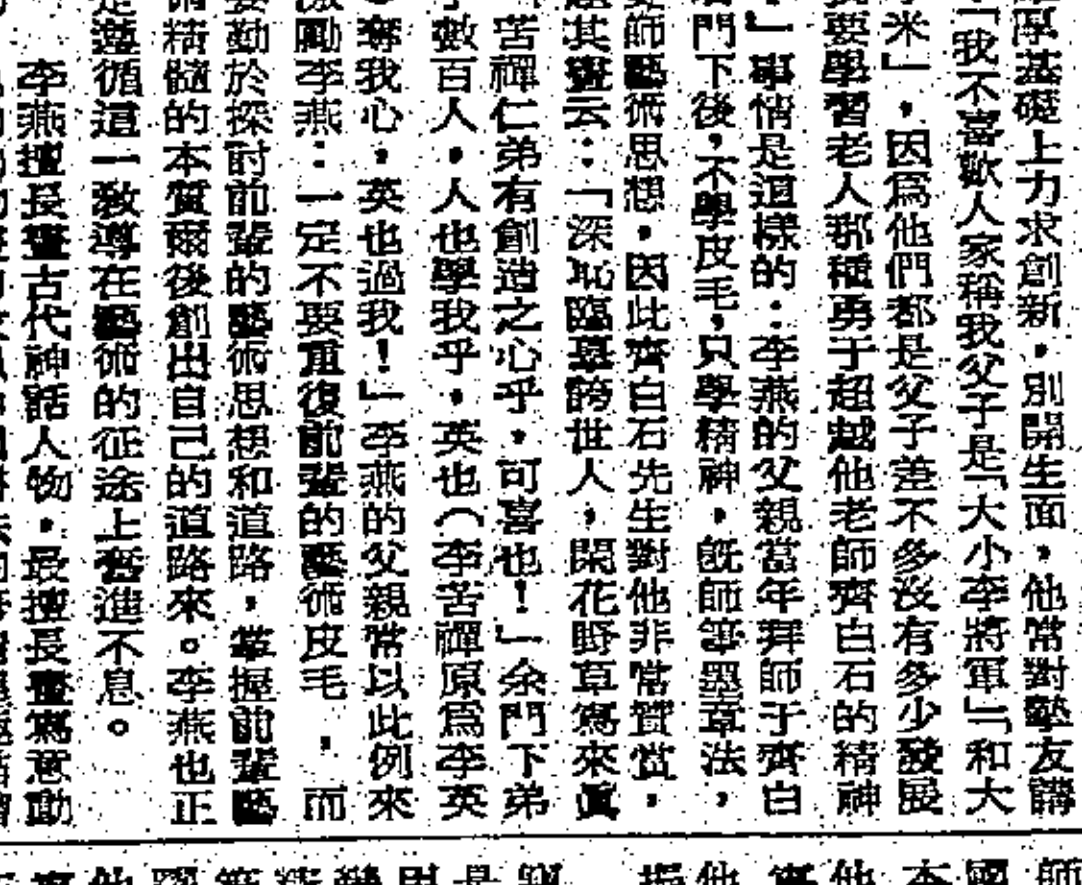 厚基礎上力求創新，別開生面，他常對藝友講
「我不喜歡人家稱我父子是「大小李將軍」「和大
米」，因爲他們都是父子差不多沒有多少發展
要學習老人那種勇于超越他老師齊白石的精神
」事情是這樣的：李燕的父親當年拜師于齊白
門下後，不學皮毛，只學精神，既師筆墨章法，
師藝術思想，因此齊白石先生對他非常贊賞，
其畫云：「深恥臨摹誇世人，閑花野草寫來眞
苦禪仁弟有創造之心乎，可喜也！」余門下弟
數百人，人也學我乎，英也（李苦禪原爲李英
奪我心，英也過我！」李燕的父親常以此例來
激勵李燕：一定不要重復前輩的藝術皮毛，而
要勤於探討前輩的藝術思想和道路，掌握前輩藝
術精髓的本質爾後創出自己的道路來。李燕也正
是遵循這一教導在藝術的征途上奮進不息。
李燕擅長畫古代神話人物，最擅長畫寫意動